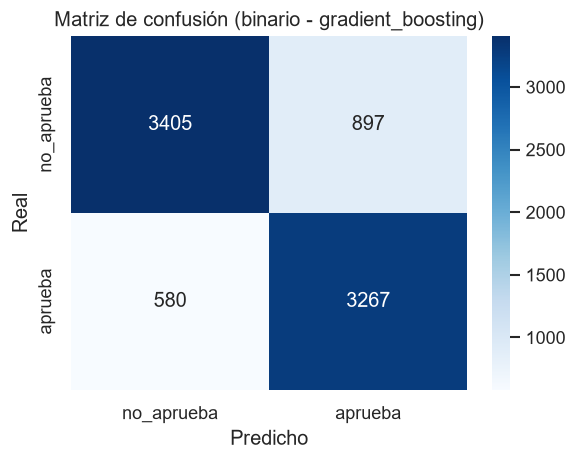 Matriz de confusión (binario - gradient_boosting)
no_aprueba
3405
897
3000
2500
2000
Real
aprueba
580
3267
1500
1000
no_aprueba
aprueba
Predicho